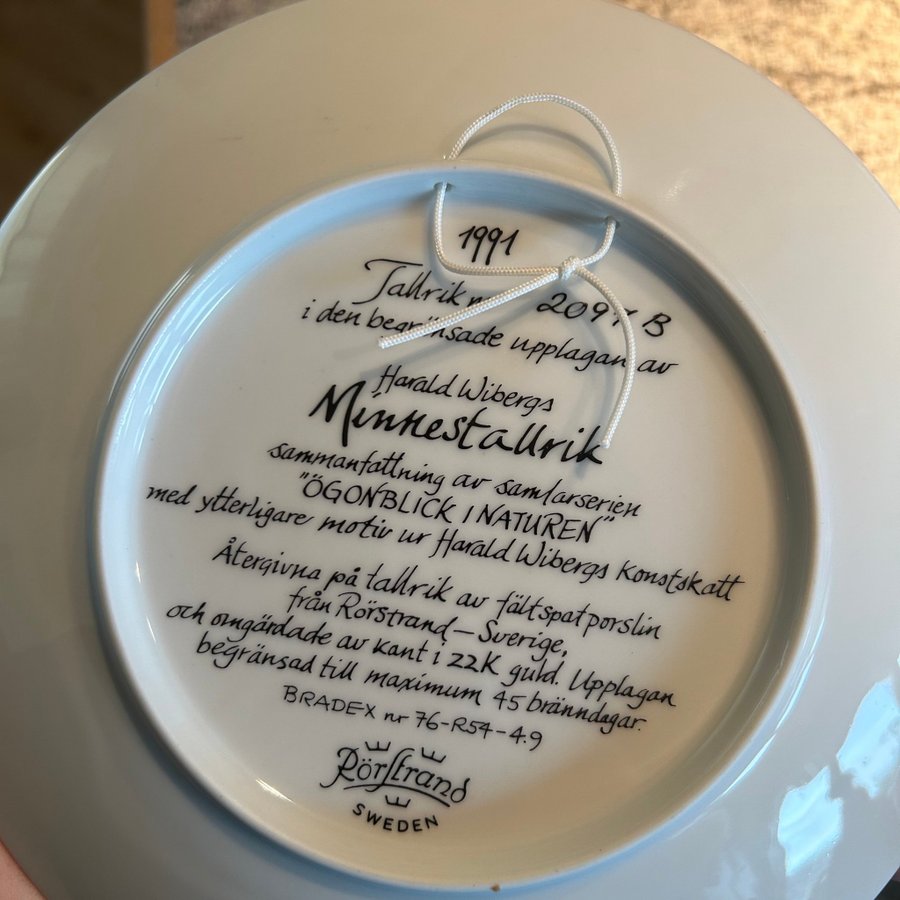 1991
Tallrik
i den begränsade upplagan av
Harald Wibergs
Minnestallrik
sammanfattning av samlarserien
"ÖGONBLICK I NATUREN"
med ytterligare motiv ur Harald Wibergs Konstskatt
Återgivna på tallrik av fältspatporslin
från Rörstrand – Sverige,
och omgärdade av kant i 22K guld. Upplagan
begränsad till maximum 45 bränndagar.
BRADEX nr 76-R54-4.9
Rörstrand
SWEDEN